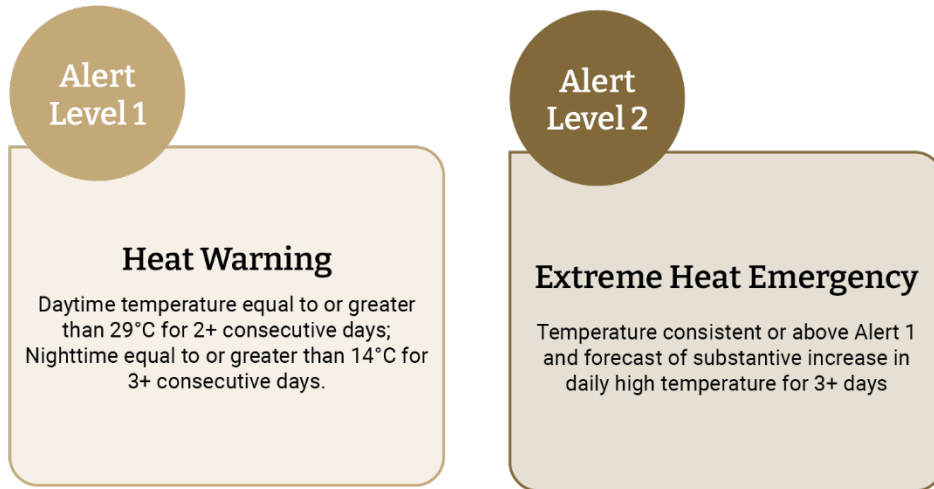 Alert
Level 1
Heat Warning
Daytime temperature equal to or greater
than 29°C for 2+ consecutive days;
Nighttime equal to or greater than 14°C for
3+ consecutive days.
Alert
Level 2
Extreme Heat Emergency
Temperature consistent or above Alert 1
and forecast of substantive increase in
daily high temperature for 3+ days